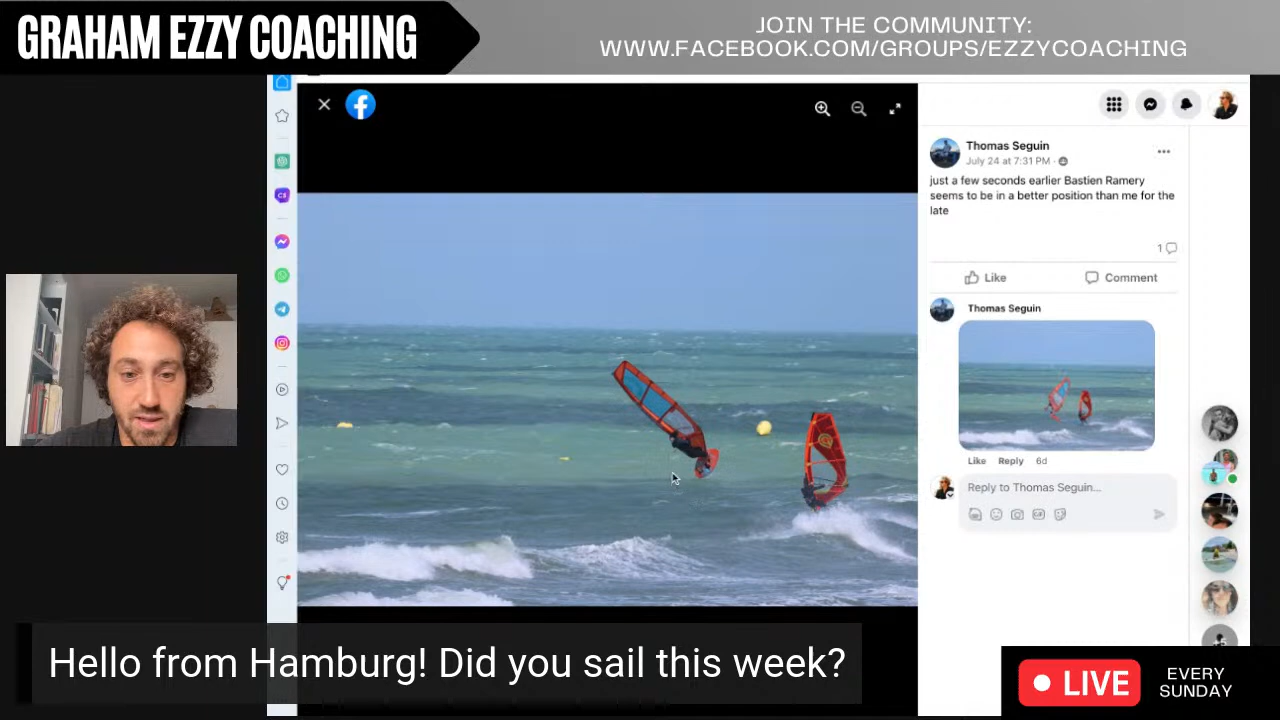 GRAHAM EZZY COACHING
JOIN THE COMMUNITY:
WWW.FACEBOOK.COM/GROUPS/EZZYCOACHING
Thomas Seguin
July 24 at 7:31 PM ·
just a few seconds earlier Bastien Ramery
seems to be in a better position than me for the
late
1
Like Comment
Thomas Seguin
Like Reply 6d
Reply to Thomas Seguin...
GIF
CS
Hello from Hamburg! Did you sail this week?
LIVE
EVERY
SUNDAY